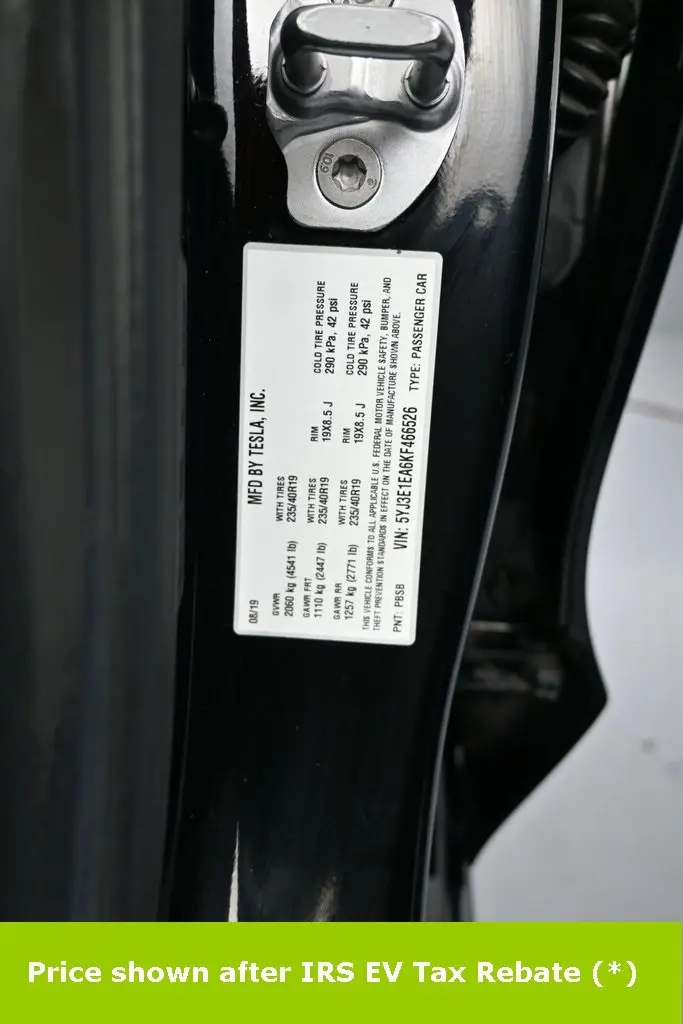 10.9
08/19
MFD BY TESLA, INC.
GVWR WITH TIRES
2060 kg (4541 lb) 235/40R19
GAWR FRT WITH TIRES RIM COLD TIRE PRESSURE
1110 kg (2447 lb) 235/40R19 19X8.5 J 290 kPa, 42 psi
GAWR RR WITH TIRES RIM COLD TIRE PRESSURE
1257 kg (2771 lb) 235/40R19 19X8.5 J 290 kPa, 42 psi
THIS VEHICLE CONFORMS TO ALL APPLICABLE U.S. FEDERAL MOTOR VEHICLE SAFETY, BUMPER, AND
THEFT PREVENTION STANDARDS IN EFFECT ON THE DATE OF MANUFACTURE SHOWN ABOVE.
PNT: PBSB VIN: 5YJ3E1EA6KF466526 TYPE: PASSENGER CAR
Price shown after IRS EV Tax Rebate (*)